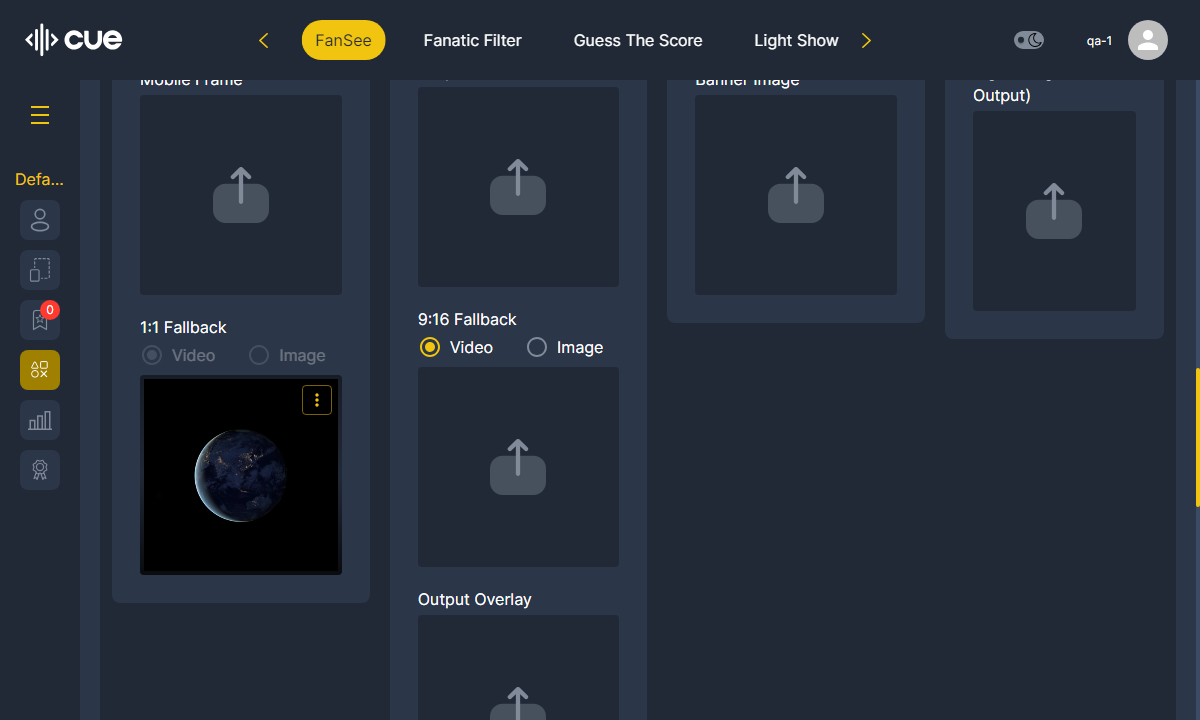 cue
FanSee
Fanatic Filter
Guess The Score
Light Show
qa-1
Defa...
0
Mobile Frame
1:1 Fallback
Video
Image
9:16 Fallback
Video
Image
Output Overlay
Banner Image
Output)